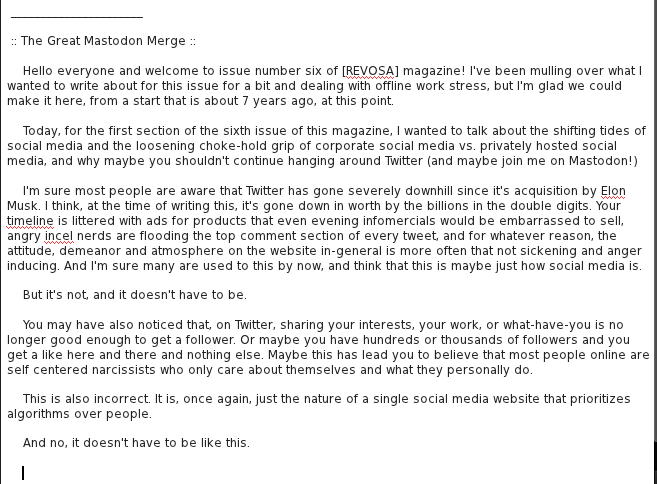 :: The Great Mastodon Merge ::
Hello everyone and welcome to issue number six of [REVOSA] magazine! I've been mulling over what I
wanted to write about for this issue for a bit and dealing with offline work stress, but I'm glad we could
make it here, from a start that is about 7 years ago, at this point.
Today, for the first section of the sixth issue of this magazine, I wanted to talk about the shifting tides of
social media and the loosening choke-hold grip of corporate social media vs. privately hosted social
media, and why maybe you shouldn't continue hanging around Twitter (and maybe join me on Mastodon!)
I'm sure most people are aware that Twitter has gone severely downhill since it's acquisition by Elon
Musk. I think, at the time of writing this, it's gone down in worth by the billions in the double digits. Your
timeline is littered with ads for products that even evening infomercials would be embarrassed to sell,
angry incel nerds are flooding the top comment section of every tweet, and for whatever reason, the
attitude, demeanor and atmosphere on the website in-general is more often that not sickening and anger
inducing. And I'm sure many are used to this by now, and think that this is maybe just how social media is.
But it's not, and it doesn't have to be.
You may have also noticed that, on Twitter, sharing your interests, your work, or what-have-you is no
longer good enough to get a follower. Or maybe you have hundreds or thousands of followers and you
get a like here and there and nothing else. Maybe this has lead you to believe that most people online are
self centered narcissists who only care about themselves and what they personally do.
This is also incorrect. It is, once again, just the nature of a single social media website that prioritizes
algorithms over people.
And no, it doesn't have to be like this.